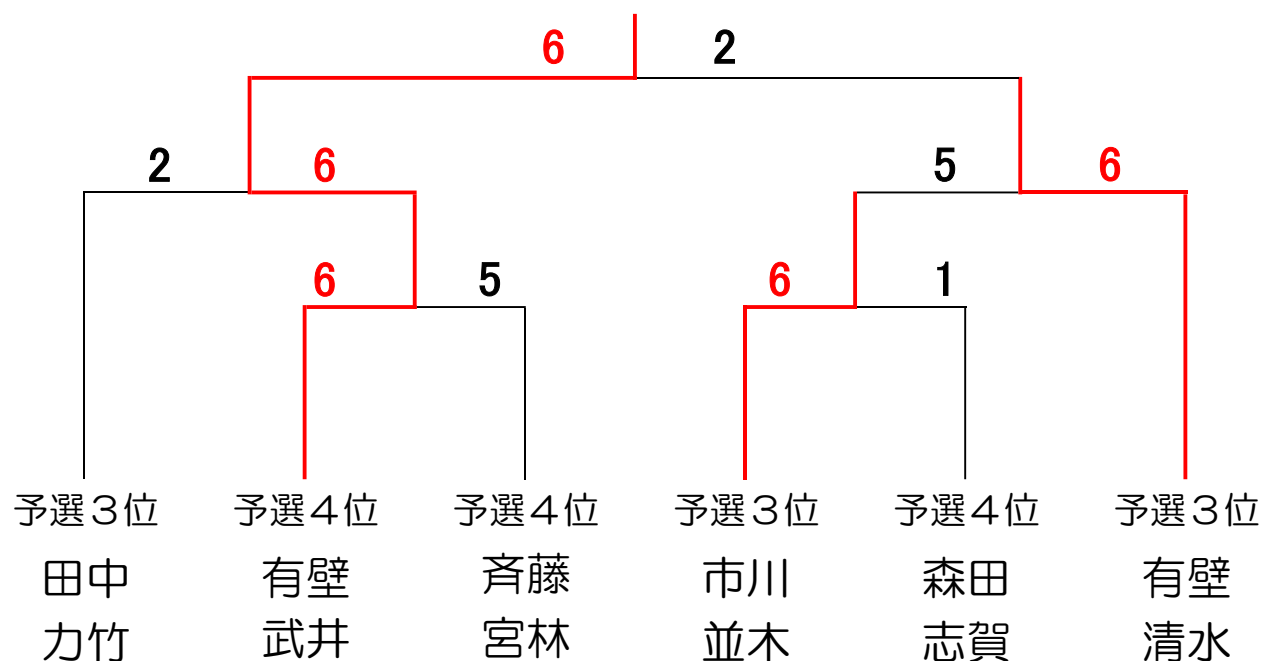 6 2
2 6 5 6
6 5 6 1
予選３位 予選４位 予選４位 予選３位 予選４位 予選３位
田中 有壁 斉藤 市川 森田 有壁
力竹 武井 宮林 並木 志賀 清水